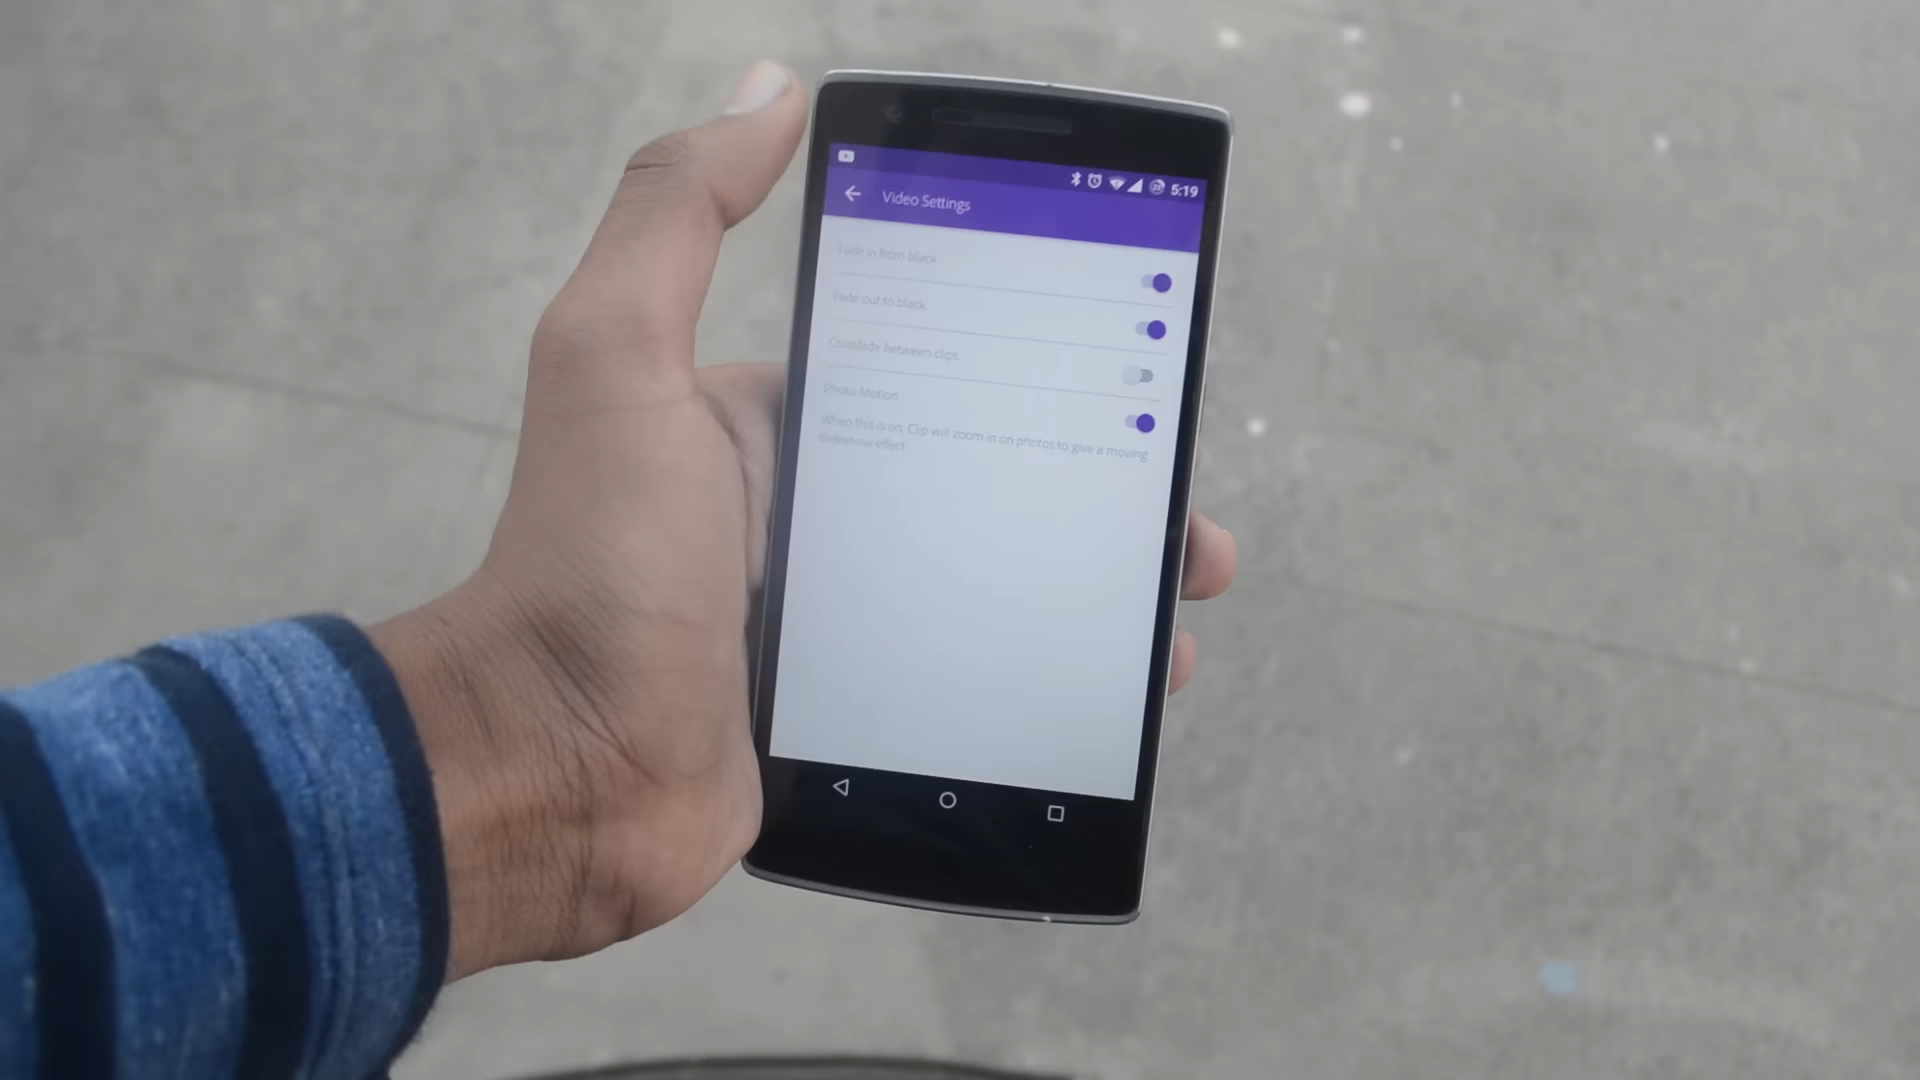 5:19
Video Settings
Fade in from black
Fade out to black
Crossfade between clips
Photo Motion
When this is on, Clip will zoom in on photos to give a moving
slideshow effect.